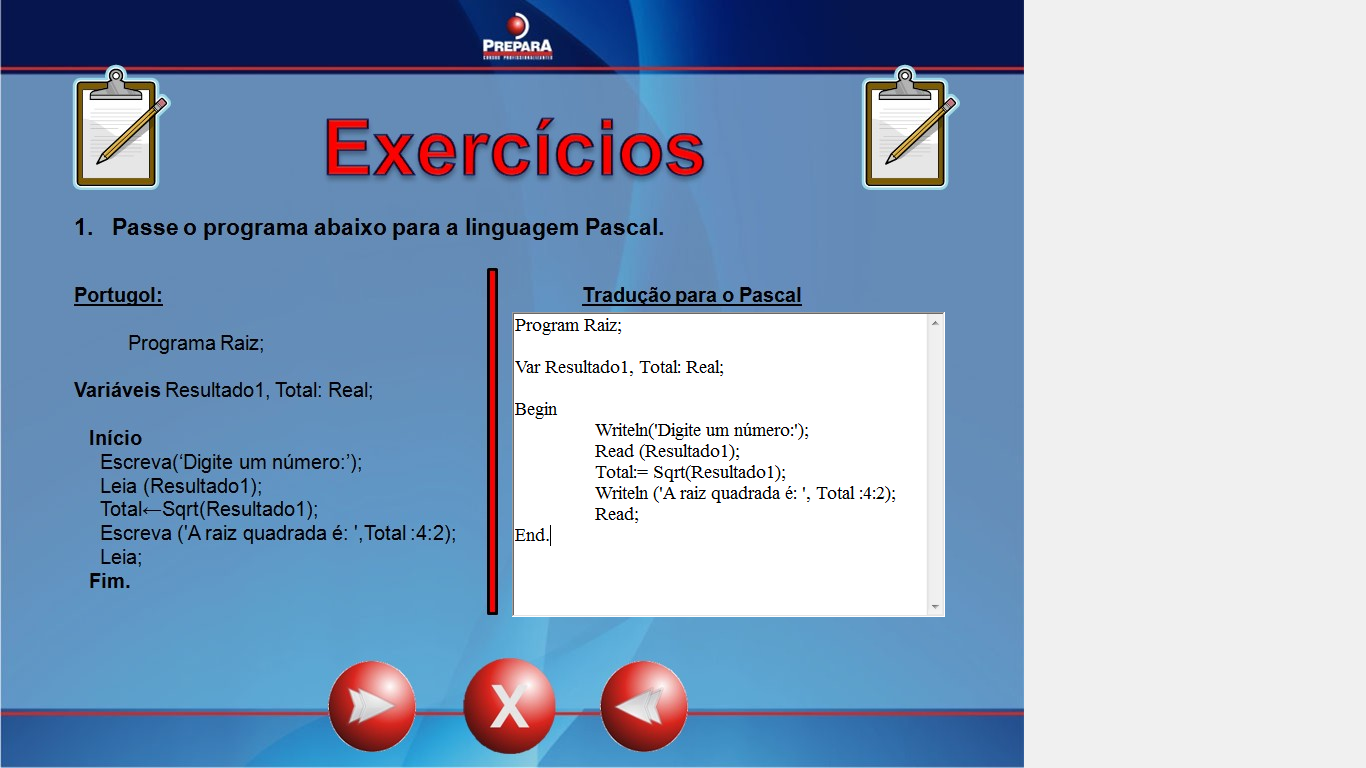 PREPARA
CURSOS PROFISSIONALIZANTES
Exercícios
1. Passe o programa abaixo para a linguagem Pascal.
Portugol:
Programa Raiz;
Variáveis Resultado1, Total: Real;
Início
Escreva(‘Digite um número:’);
Leia (Resultado1);
Total←Sqrt(Resultado1);
Escreva ('A raiz quadrada é: ',Total :4:2);
Leia;
Fim.
Tradução para o Pascal
Program Raiz;
Var Resultado1, Total: Real;
Begin
Writeln('Digite um número:');
Read (Resultado1);
Total:= Sqrt(Resultado1);
Writeln ('A raiz quadrada é: ', Total :4:2);
Read;
End.
X